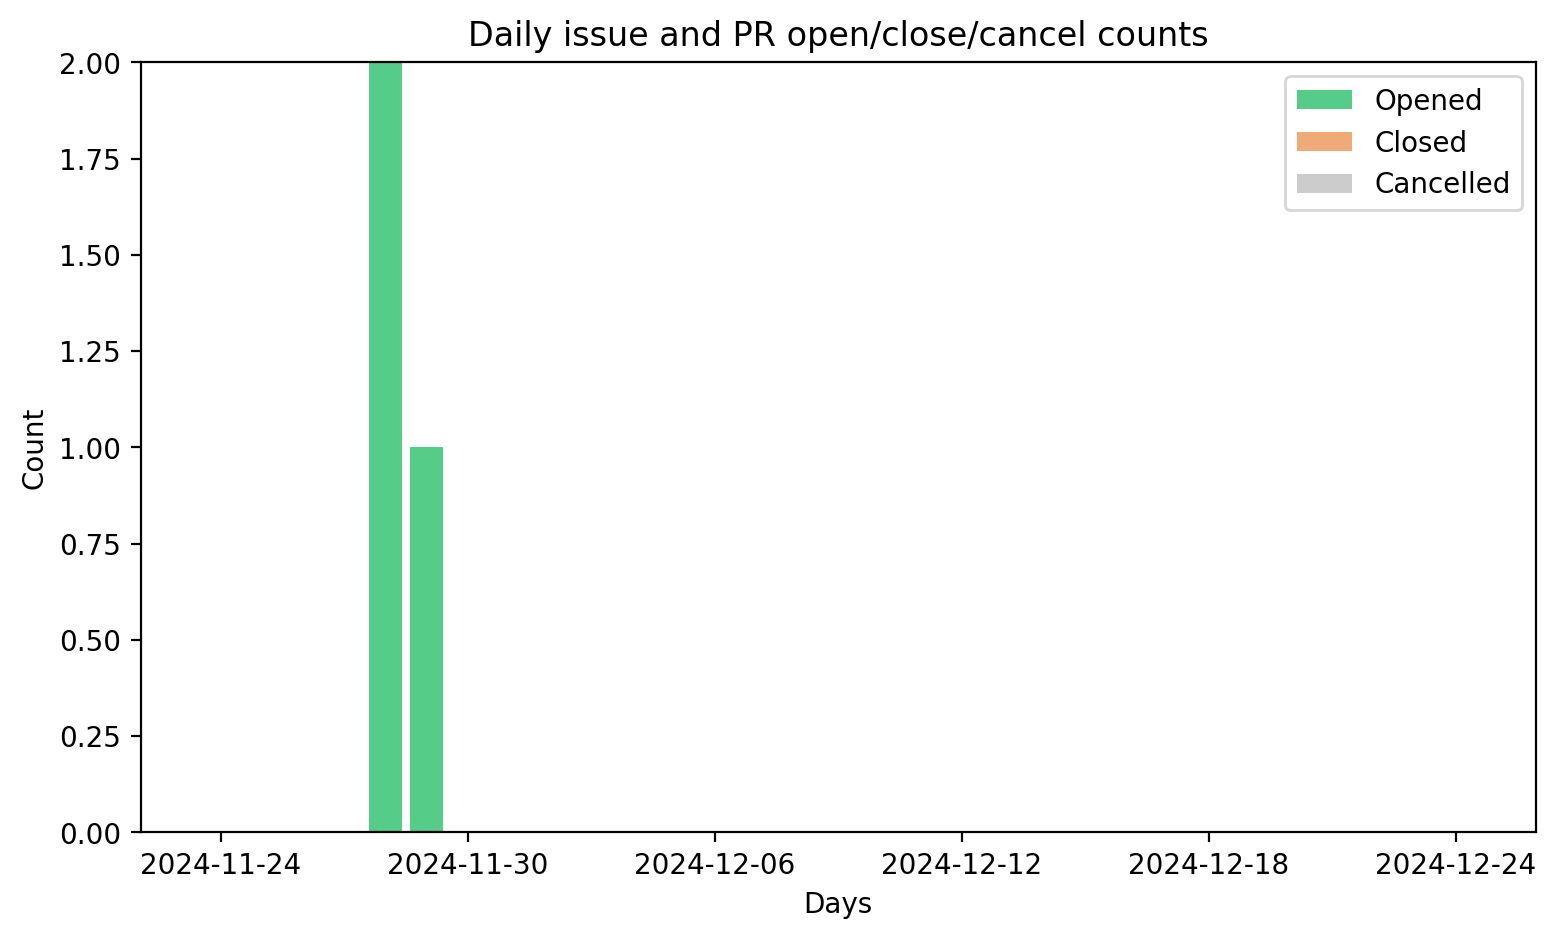 Daily issue and PR open/close/cancel counts
2.00
1.75
1.50
1.25
1.00
0.75
0.50
0.25
0.00
Count
Opened
Closed
Cancelled
2024-11-24
2024-11-30
2024-12-06
2024-12-12
2024-12-18
2024-12-24
Days